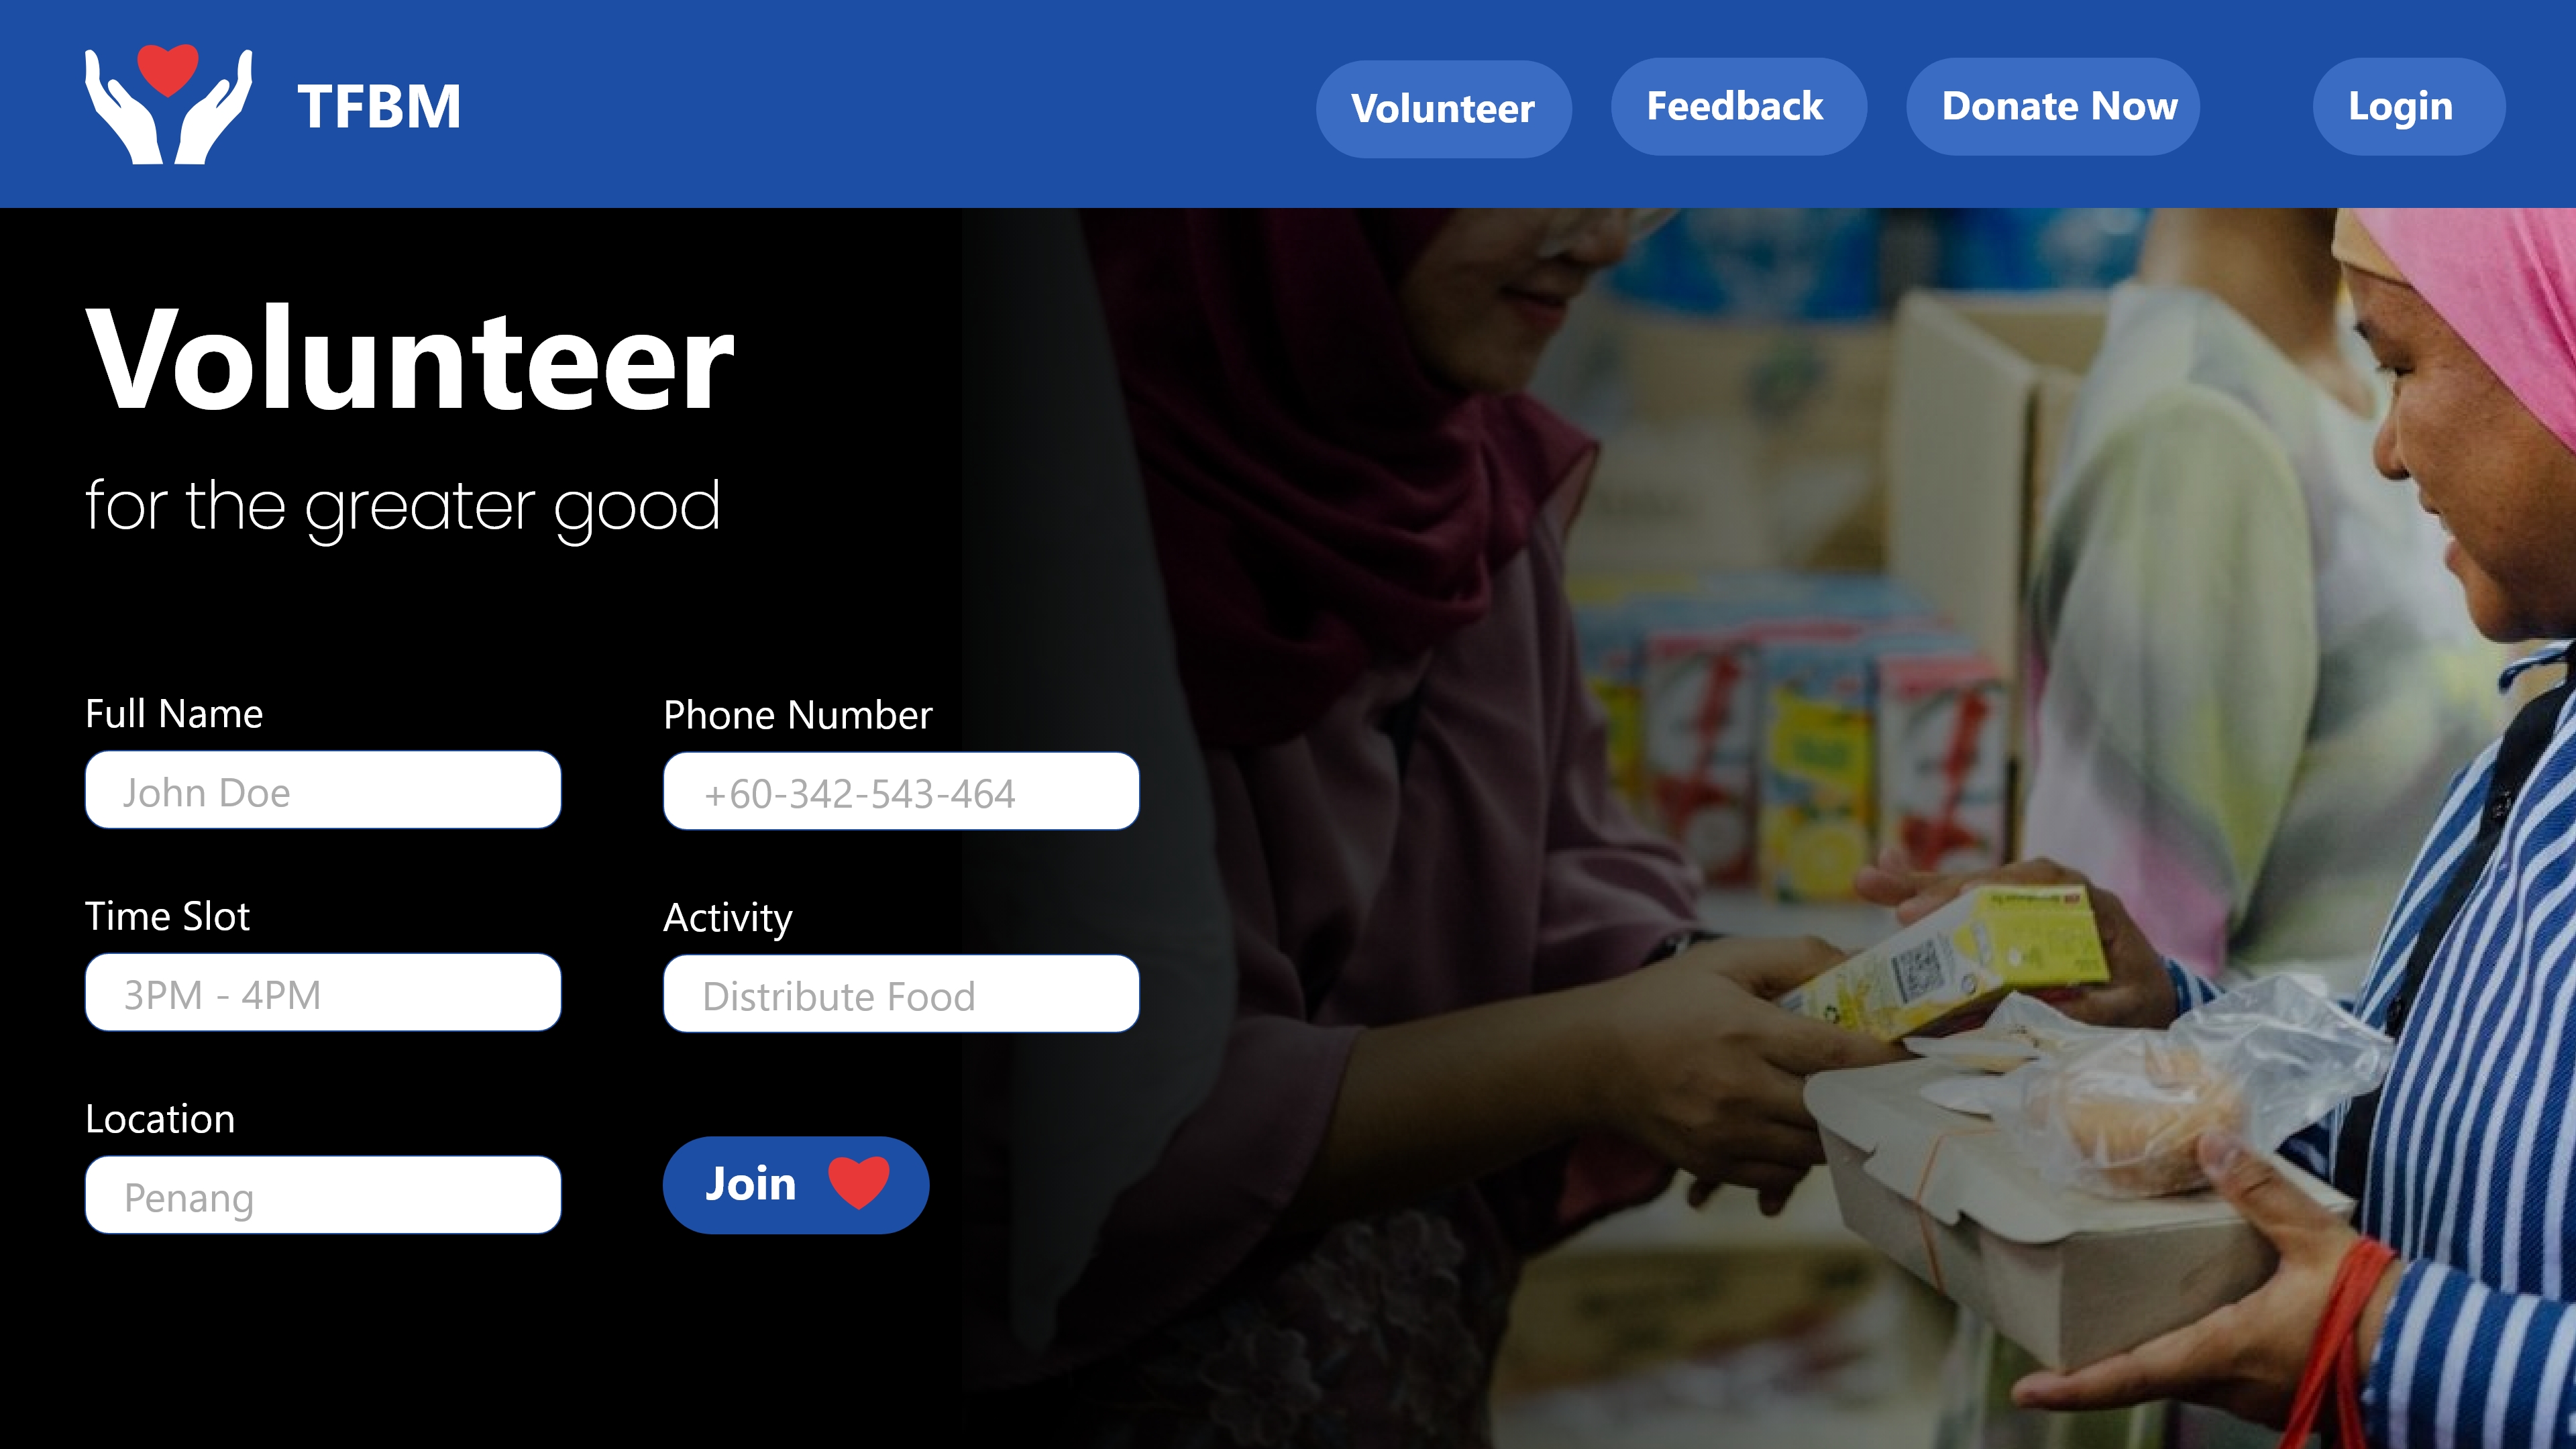 TFBM
Volunteer
Feedback
Donate Now
Login
Volunteer
for the greater good
Full Name
John Doe
Phone Number
+60-342-543-464
Time Slot
3PM - 4PM
Activity
Distribute Food
Location
Penang
Join